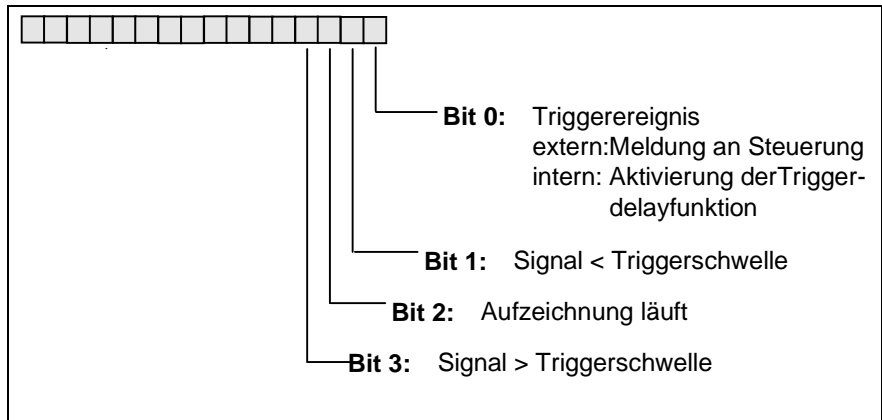 Bit 0: Triggerereignis
extern:Meldung an Steuerung
intern: Aktivierung derTrigger-
delayfunktion
Bit 1: Signal < Triggerschwelle
Bit 2: Aufzeichnung läuft
Bit 3: Signal > Triggerschwelle